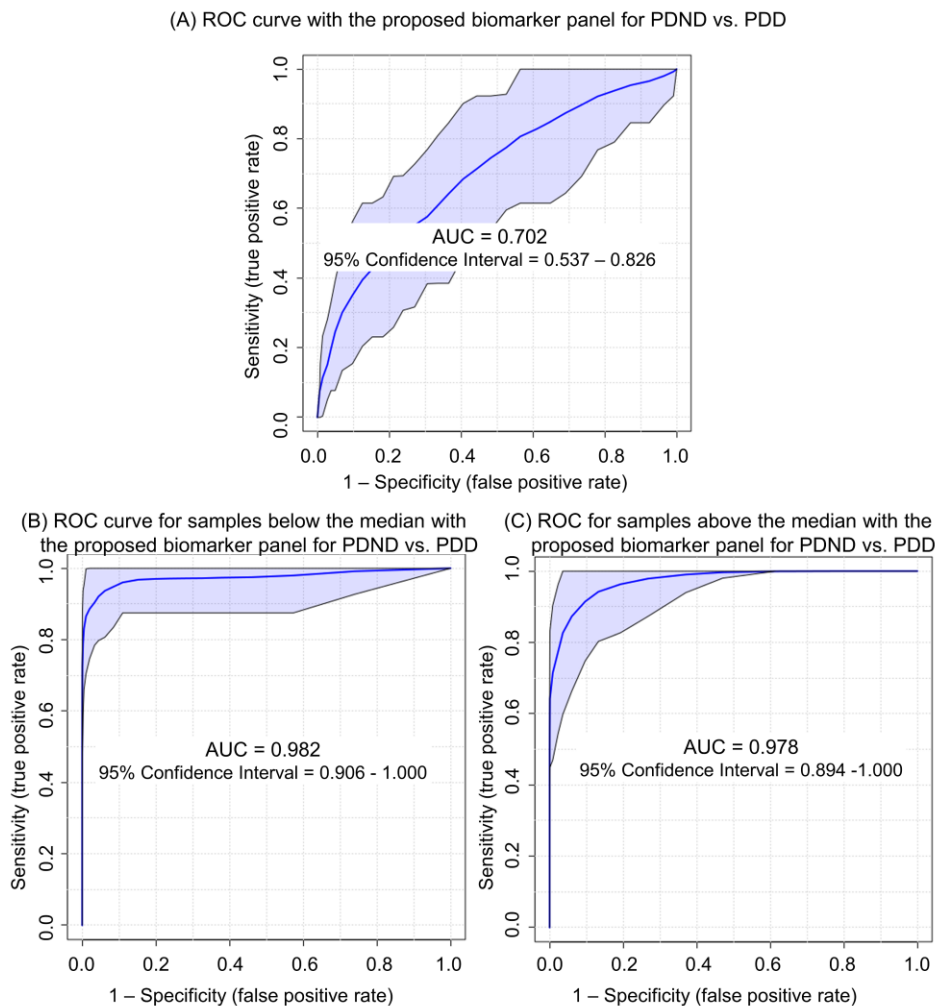 (A) ROC curve with the proposed biomarker panel for PDND vs. PDD
Sensitivity (true positive rate)
1.0
0.8
0.6
0.4
0.2
0.0
AUC = 0.702
95% Confidence Interval = 0.537 – 0.826
0.0 0.2 0.4 0.6 0.8 1.0
1 – Specificity (false positive rate)
(B) ROC curve for samples below the median with
the proposed biomarker panel for PDND vs. PDD
Sensitivity (true positive rate)
1.0
0.8
0.6
0.4
0.2
0.0
AUC = 0.982
95% Confidence Interval = 0.906 - 1.000
0.0 0.2 0.4 0.6 0.8 1.0
1 – Specificity (false positive rate)
(C) ROC for samples above the median with the
proposed biomarker panel for PDND vs. PDD
Sensitivity (true positive rate)
1.0
0.8
0.6
0.4
0.2
0.0
AUC = 0.978
95% Confidence Interval = 0.894 -1.000
0.0 0.2 0.4 0.6 0.8 1.0
1 – Specificity (false positive rate)